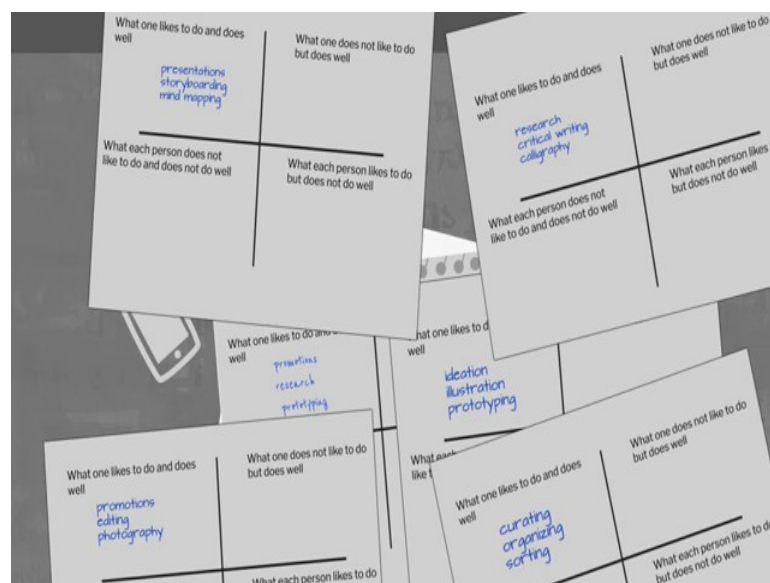 What one likes to do and does
well
presentations
storyboarding
mind mapping
What one does not like to do
but does well
What each person does not
like to do and does not do well
What each person likes to do
but does not do well
What one likes to do and does
well
research
critical writing
calligraphy
What one does not like to do
but does well
What each person does not
like to do and does not do well
What each person likes
but does not do well
What one likes to do and
well
promotions
research
prototyping
What one likes to
well
ideation
illustration
prototyping
What
like
What one likes to do and does
well
promotions
editing
photography
What one does not like to do
but does well
What each person likes to do
What one likes to do and does
well
curating
organizing
sorting
What one does not like to do
but does well
What each person likes to do
but does not do well